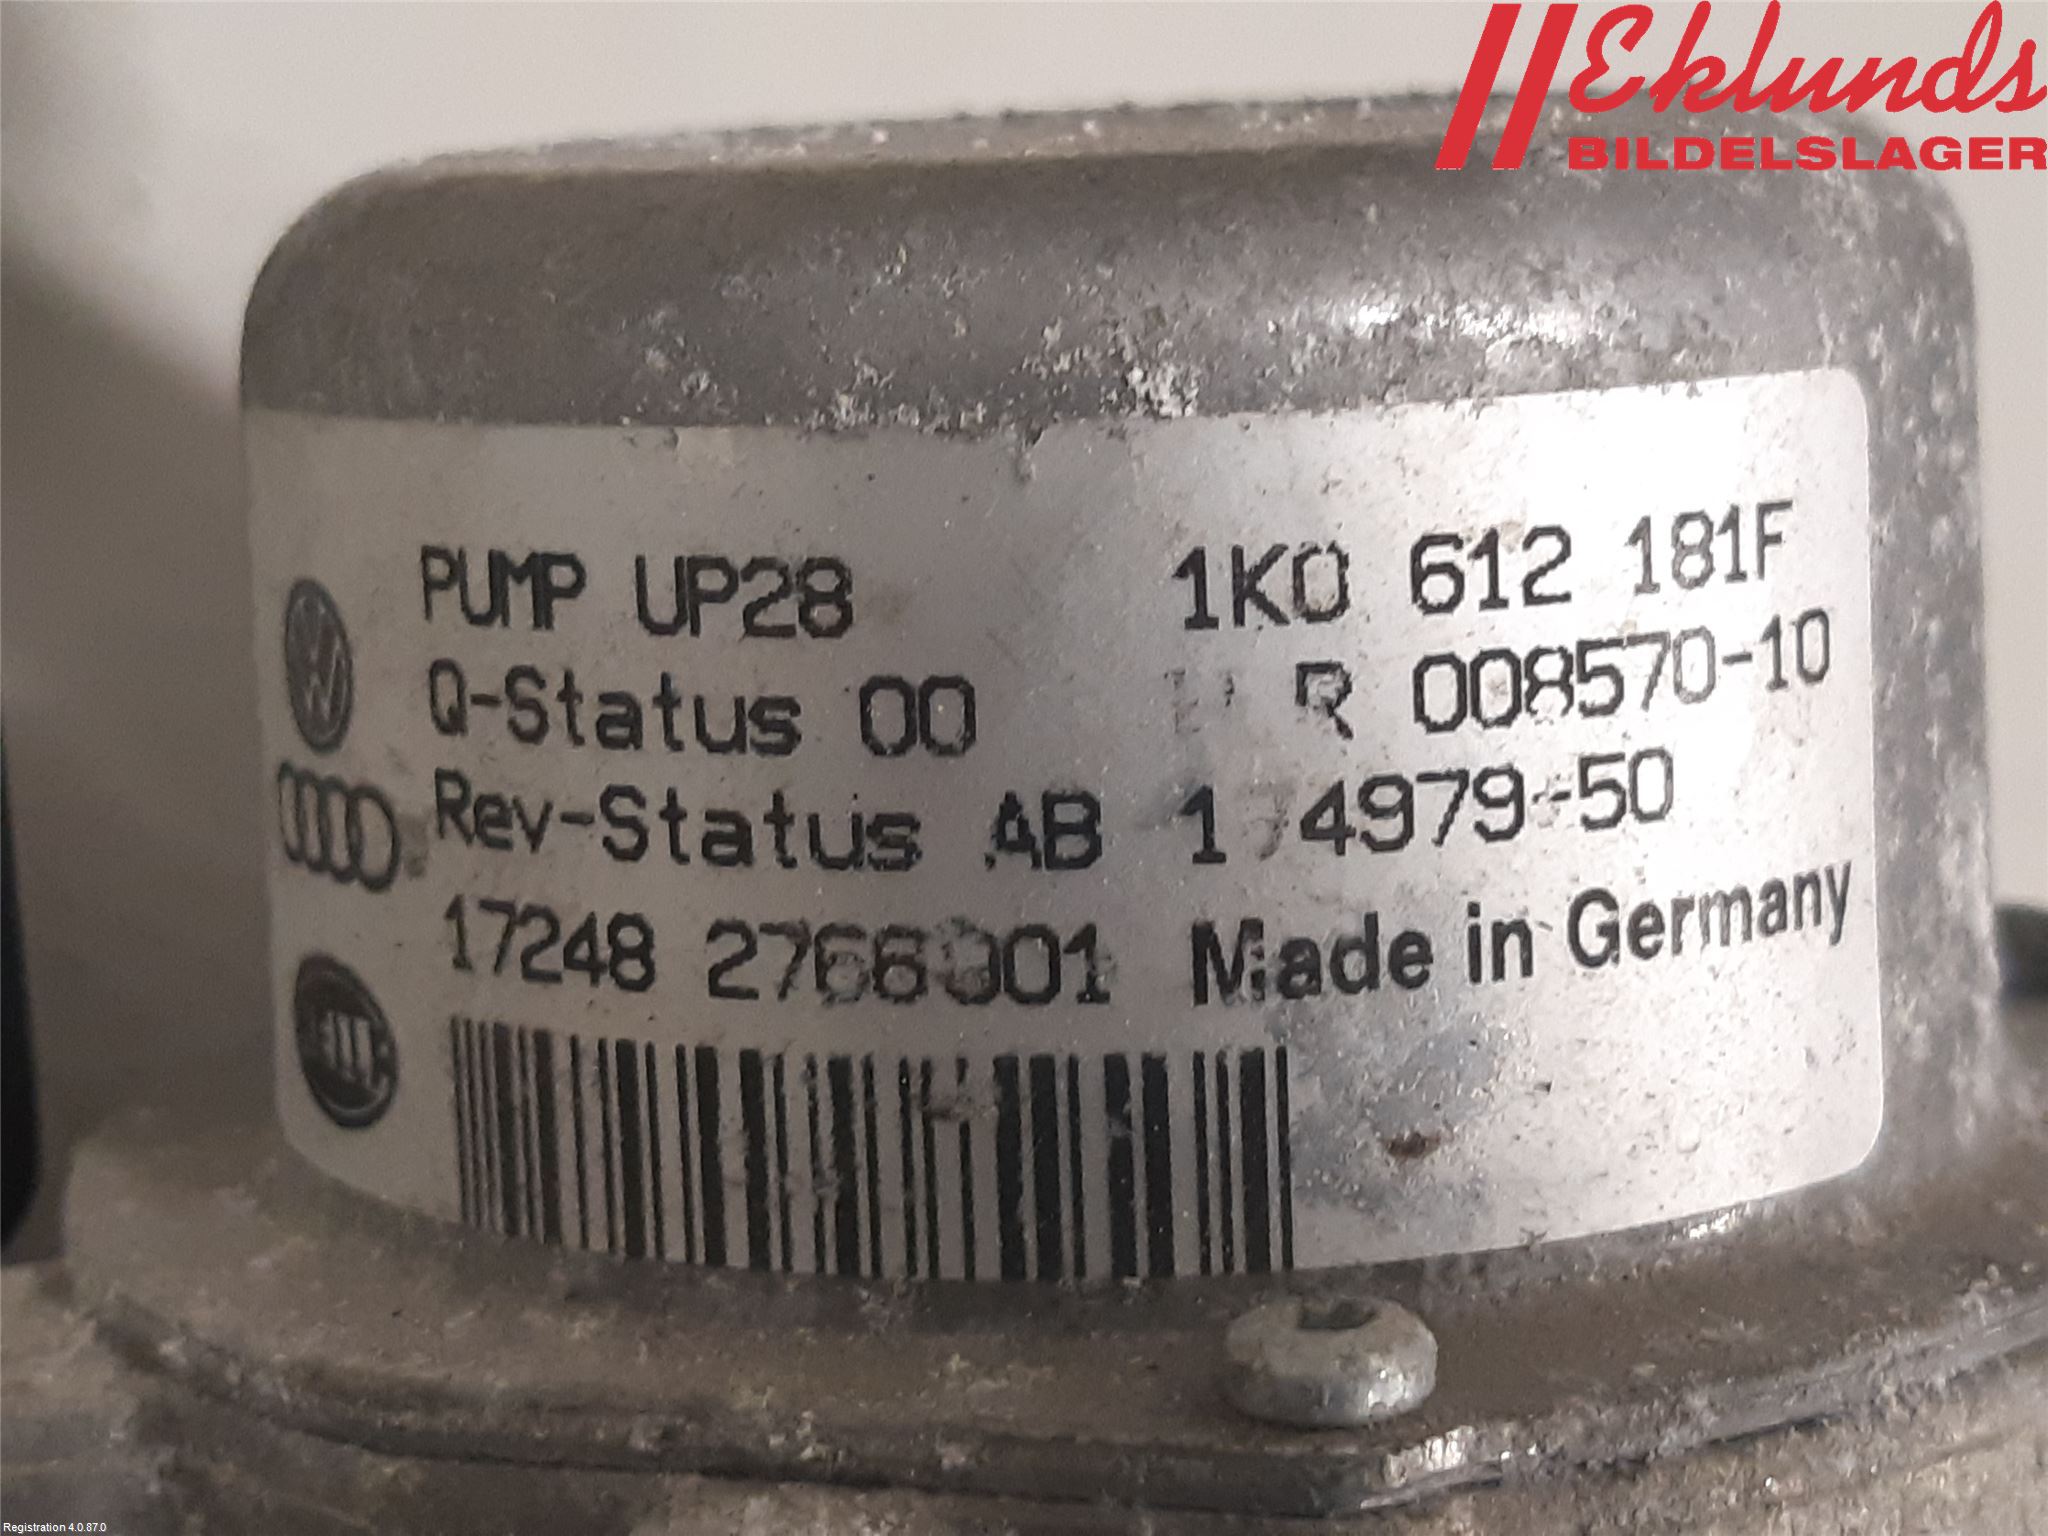 Eklunds
BILDELSLAGER
PUMP UP28 1K0 612 181F
Q-Status 00 R 008570-10
Rev-Status AB 4979-50
17248 Made in Germany
Registration 4.0.87.0